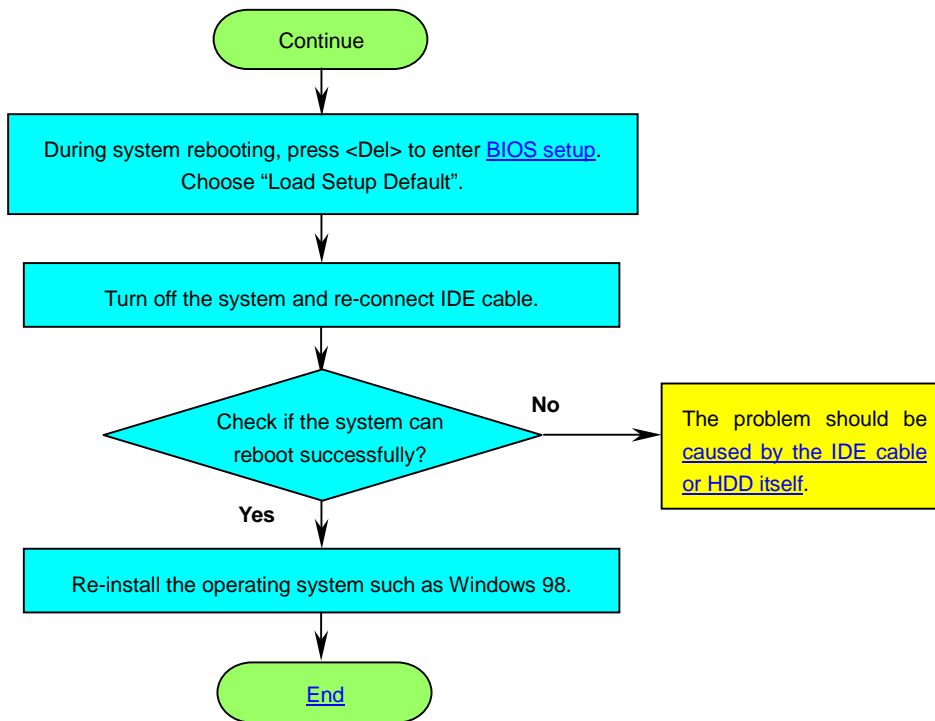 Continue
During system rebooting, press <Del> to enter BIOS setup.
Choose “Load Setup Default”.
Turn off the system and re-connect IDE cable.
Check if the system can
reboot successfully?
No
The problem should be
caused by the IDE cable
or HDD itself.
Yes
Re-install the operating system such as Windows 98.
End